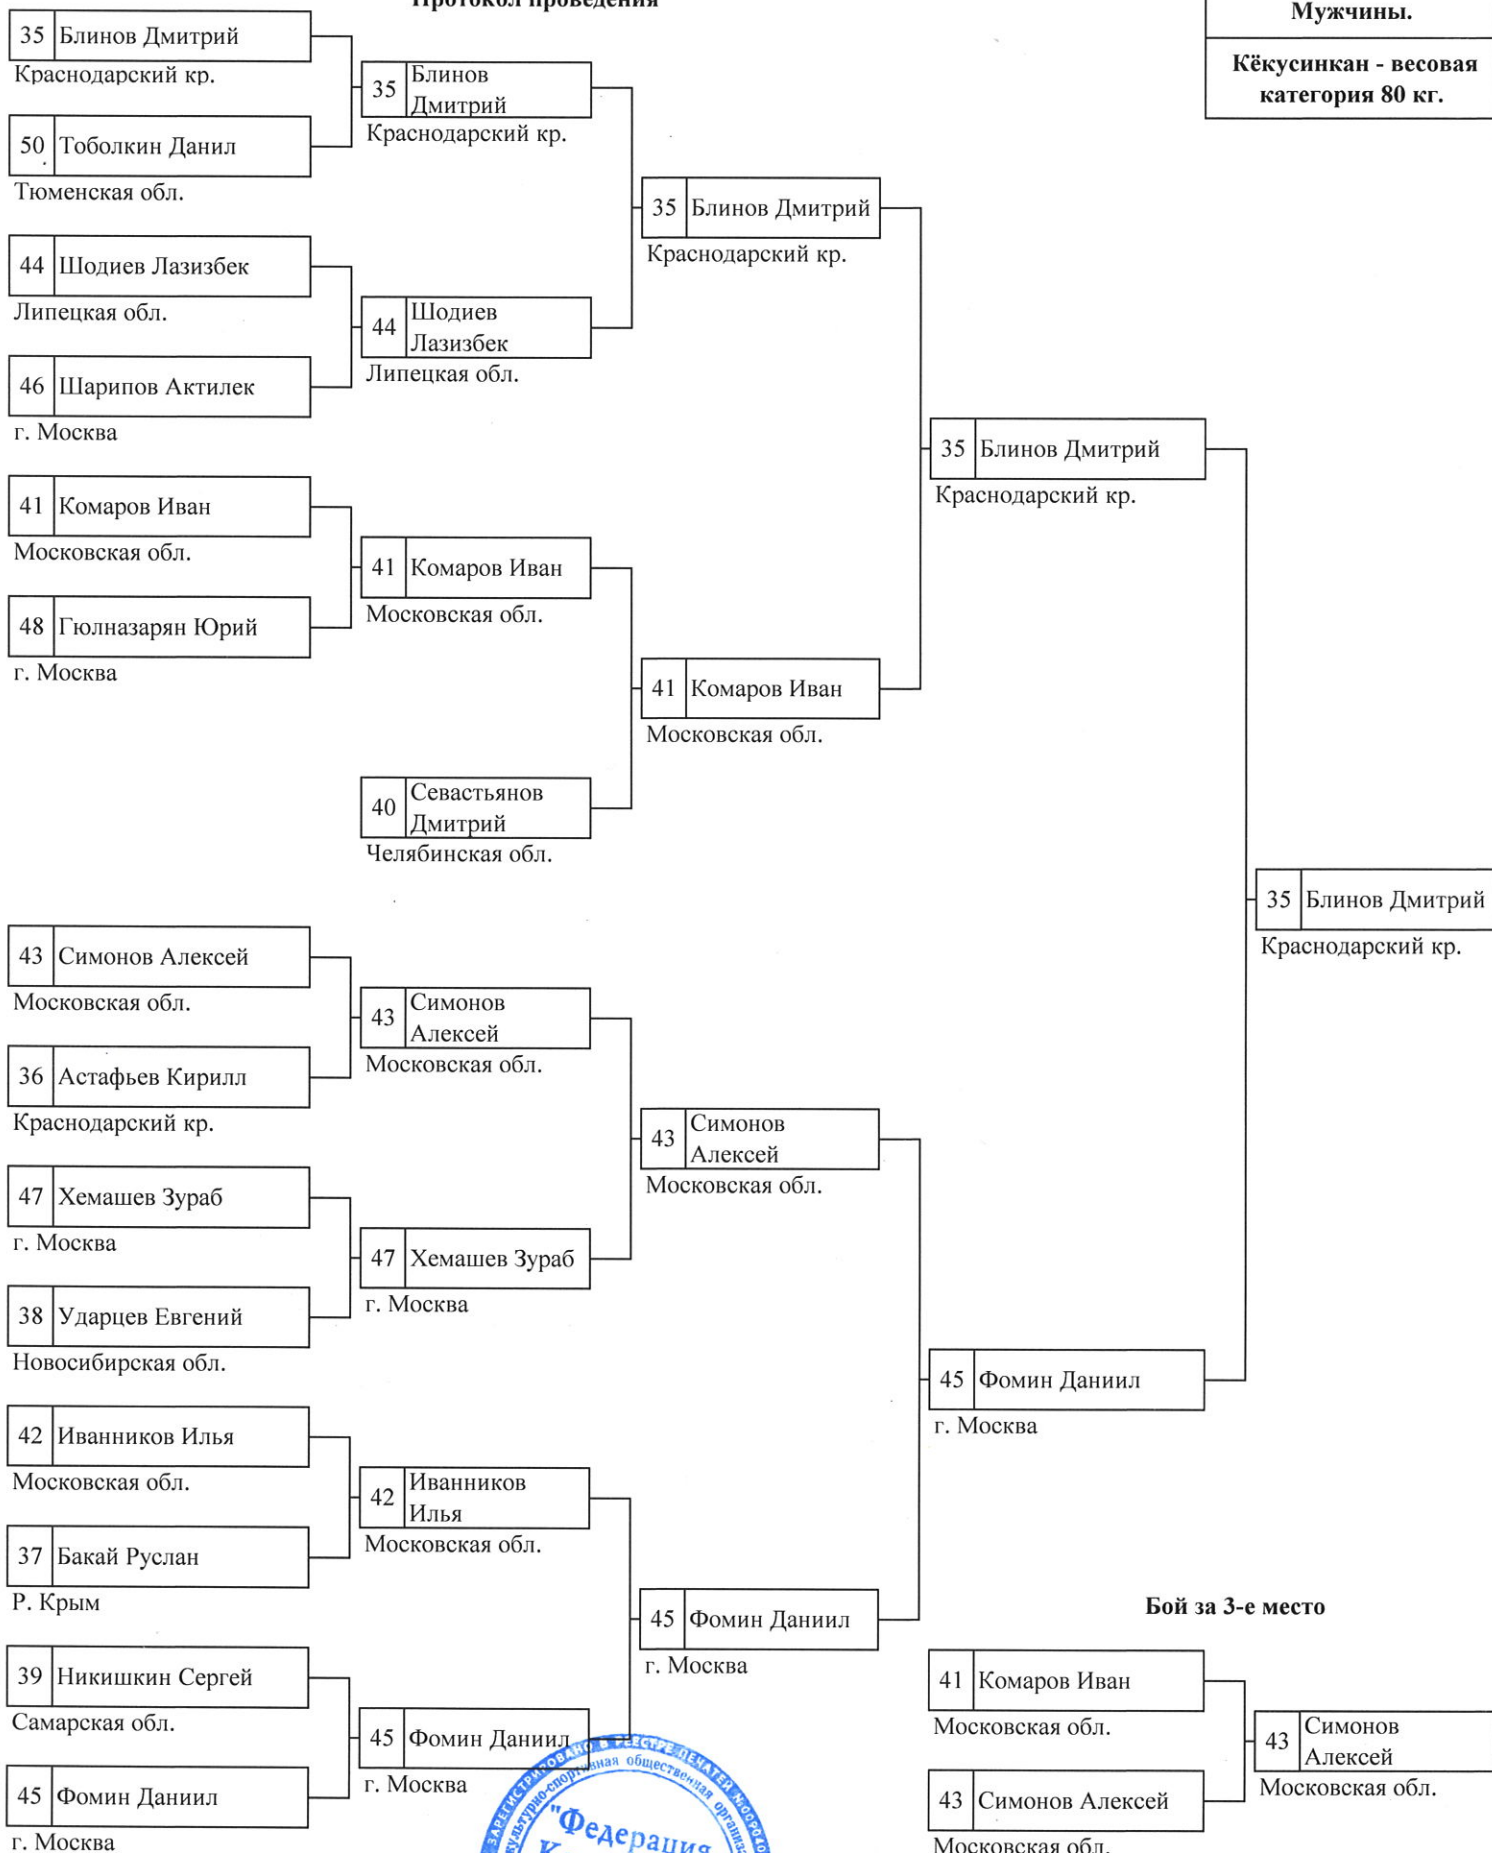 Протокол проведения
Мужчины.
Кёкусинкан - весовая
категория 80 кг.
35 Блинов Дмитрий
Краснодарский кр.
50 Тоболкин Данил
Тюменская обл.
44 Шодиев Лазизбек
Липецкая обл.
46 Шарипов Актилек
г. Москва
41 Комаров Иван
Московская обл.
48 Гюлназарян Юрий
г. Москва
43 Симонов Алексей
Московская обл.
36 Астафьев Кирилл
Краснодарский кр.
47 Хемашев Зураб
г. Москва
38 Ударцев Евгений
Новосибирская обл.
42 Иванников Илья
Московская обл.
37 Бакай Руслан
Р. Крым
39 Никишкин Сергей
Самарская обл.
45 Фомин Даниил
г. Москва
35 Блинов
Дмитрий
Краснодарский кр.
44 Шодиев
Лазизбек
Липецкая обл.
41 Комаров Иван
Московская обл.
40 Севастьянов
Дмитрий
Челябинская обл.
43 Симонов
Алексей
Московская обл.
47 Хемашев Зураб
г. Москва
42 Иванников
Илья
Московская обл.
45 Фомин Даниил
г. Москва
35 Блинов Дмитрий
Краснодарский кр.
41 Комаров Иван
Московская обл.
43 Симонов
Алексей
Московская обл.
45 Фомин Даниил
г. Москва
35 Блинов Дмитрий
Краснодарский кр.
45 Фомин Даниил
г. Москва
35 Блинов Дмитрий
Краснодарский кр.
Бой за 3-е место
41 Комаров Иван
Московская обл.
43 Симонов Алексей
Московская обл.
43 Симонов
Алексей
Московская обл.
ЗАРЕГИСТРИРОВАНО В РЕЕСТРЕ ПЕЧАТЕЙ
общественная
"Федерация